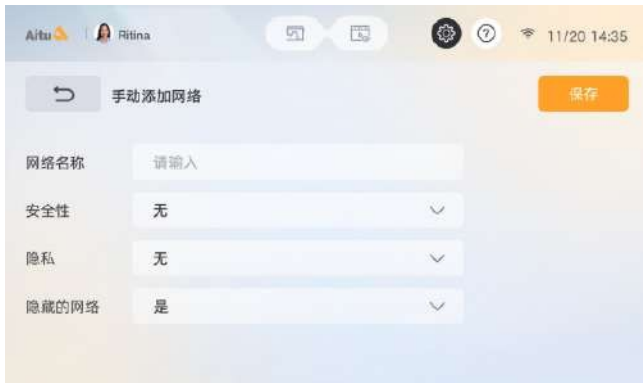 Aitu Ritina 11/20 14:35
手动添加网络 保存
网络名称 请输入
安全性 无
隐私 无
隐藏的网络 是